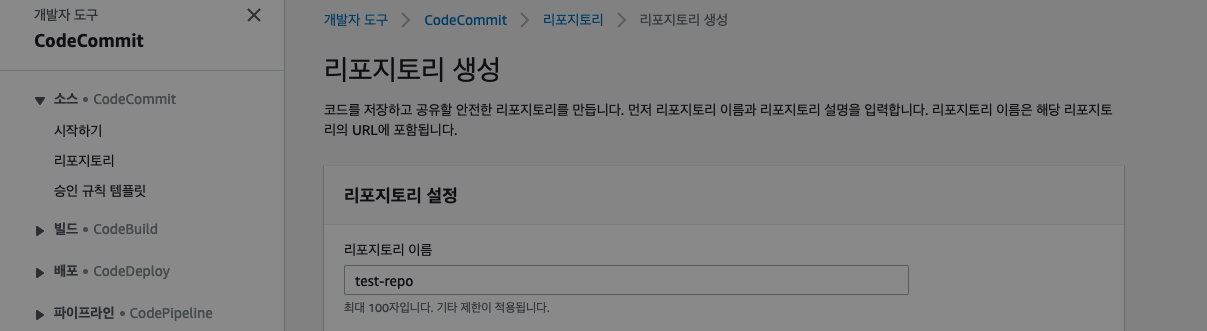 개발자 도구
CodeCommit
소스 • CodeCommit
시작하기
리포지토리
승인 규칙 템플릿
빌드 • CodeBuild
배포 • CodeDeploy
파이프라인 • CodePipeline
개발자 도구 > CodeCommit > 리포지토리 > 리포지토리 생성
리포지토리 생성
코드를 저장하고 공유할 안전한 리포지토리를 만듭니다. 먼저 리포지토리 이름과 리포지토리 설명을 입력합니다. 리포지토리 이름은 해당 리포지토
리의 URL에 포함됩니다.
리포지토리 설정
리포지토리 이름
test-repo
최대 100자입니다. 기타 제한이 적용됩니다.